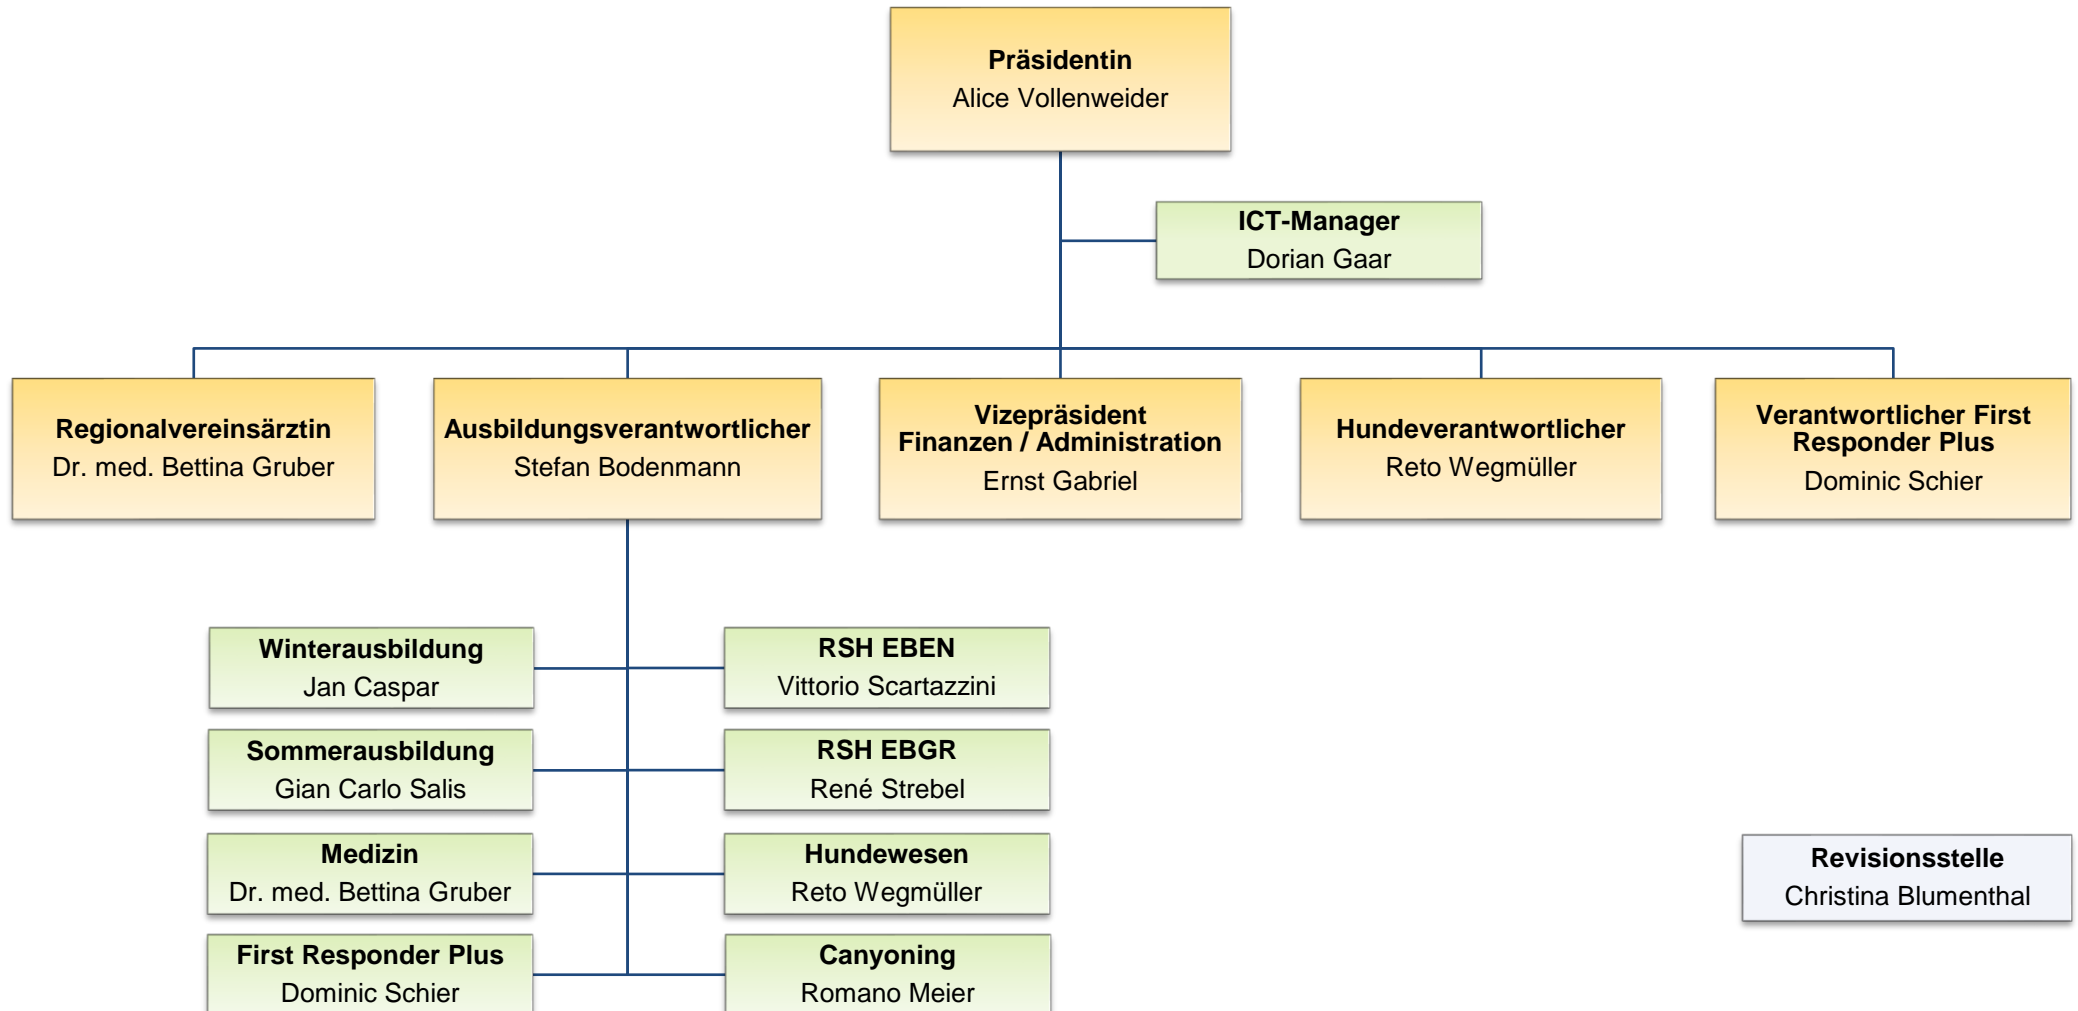 Präsidentin
Alice Vollenweider
ICT-Manager
Dorian Gaar
Regionalvereinsärztin
Dr. med. Bettina Gruber
Ausbildungsverantwortlicher
Stefan Bodenmann
Vizepräsident
Finanzen / Administration
Ernst Gabriel
Hundeverantwortlicher
Reto Wegmüller
Verantwortlicher First
Responder Plus
Dominic Schier
Winterausbildung
Jan Caspar
RSH EBEN
Vittorio Scartazzini
Sommerausbildung
Gian Carlo Salis
RSH EBGR
René Strebel
Medizin
Dr. med. Bettina Gruber
Hundewesen
Reto Wegmüller
Revisionsstelle
Christina Blumenthal
First Responder Plus
Dominic Schier
Canyoning
Romano Meier